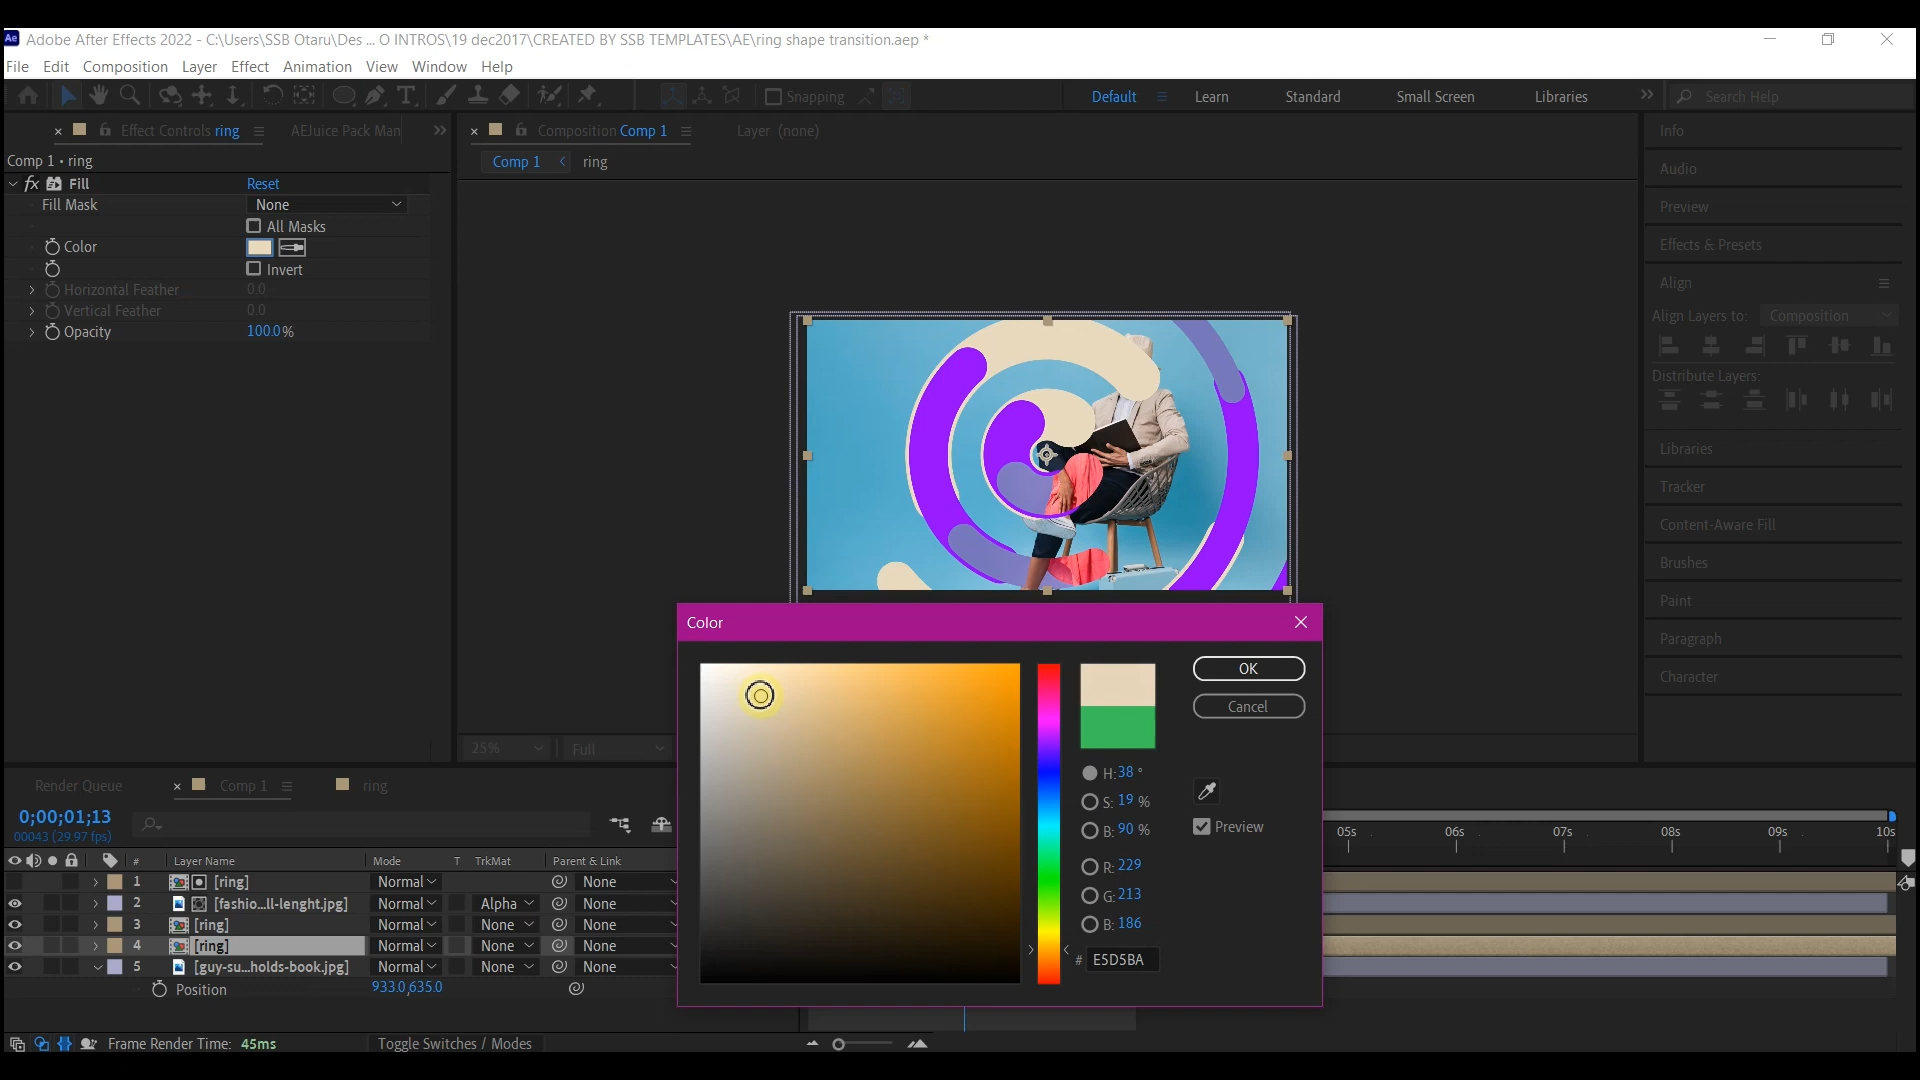 Ae Adobe After Effects 2022 - C:\Users\SSB Otaru\Des ... O INTROS\19 dec2017\CREATED BY SSB TEMPLATES\AE\ring shape transition.aep *
File Edit Composition Layer Effect Animation View Window Help
Snapping Default Learn Standard Small Screen Libraries Search Help
Effect Controls ring AEJuice Pack Man Composition Comp 1 Layer (none) Info
Comp 1 • ring Comp 1 ring
Audio
fx Fill Reset
Fill Mask None Preview
All Masks
Color Effects & Presets
Invert
Horizontal Feather 0.0 Align
Vertical Feather 0.0 Align Layers to: Composition
Opacity 100.0%
Distribute Layers:
Libraries
Tracker
Content-Aware Fill
Brushes
Paint
Color
Paragraph
OK
Character
Cancel
25% Full
H: 38 °
Render Queue Comp 1 ring
S: 19 %
0;00;01;13
00043 (29.97 fps)
B: 90 % Preview
05s 06s 07s 08s 09s 10s
# Layer Name Mode T TrkMat Parent & Link
R: 229
1 [ring] Normal None
G: 213
2 [fashio...ll-lenght.jpg] Normal Alpha None
B: 186
3 [ring] Normal None None
4 [ring] Normal None None
# E5D5BA
5 [guy-su...holds-book.jpg] Normal None None
Position 933.0,635.0
Frame Render Time: 45ms Toggle Switches / Modes